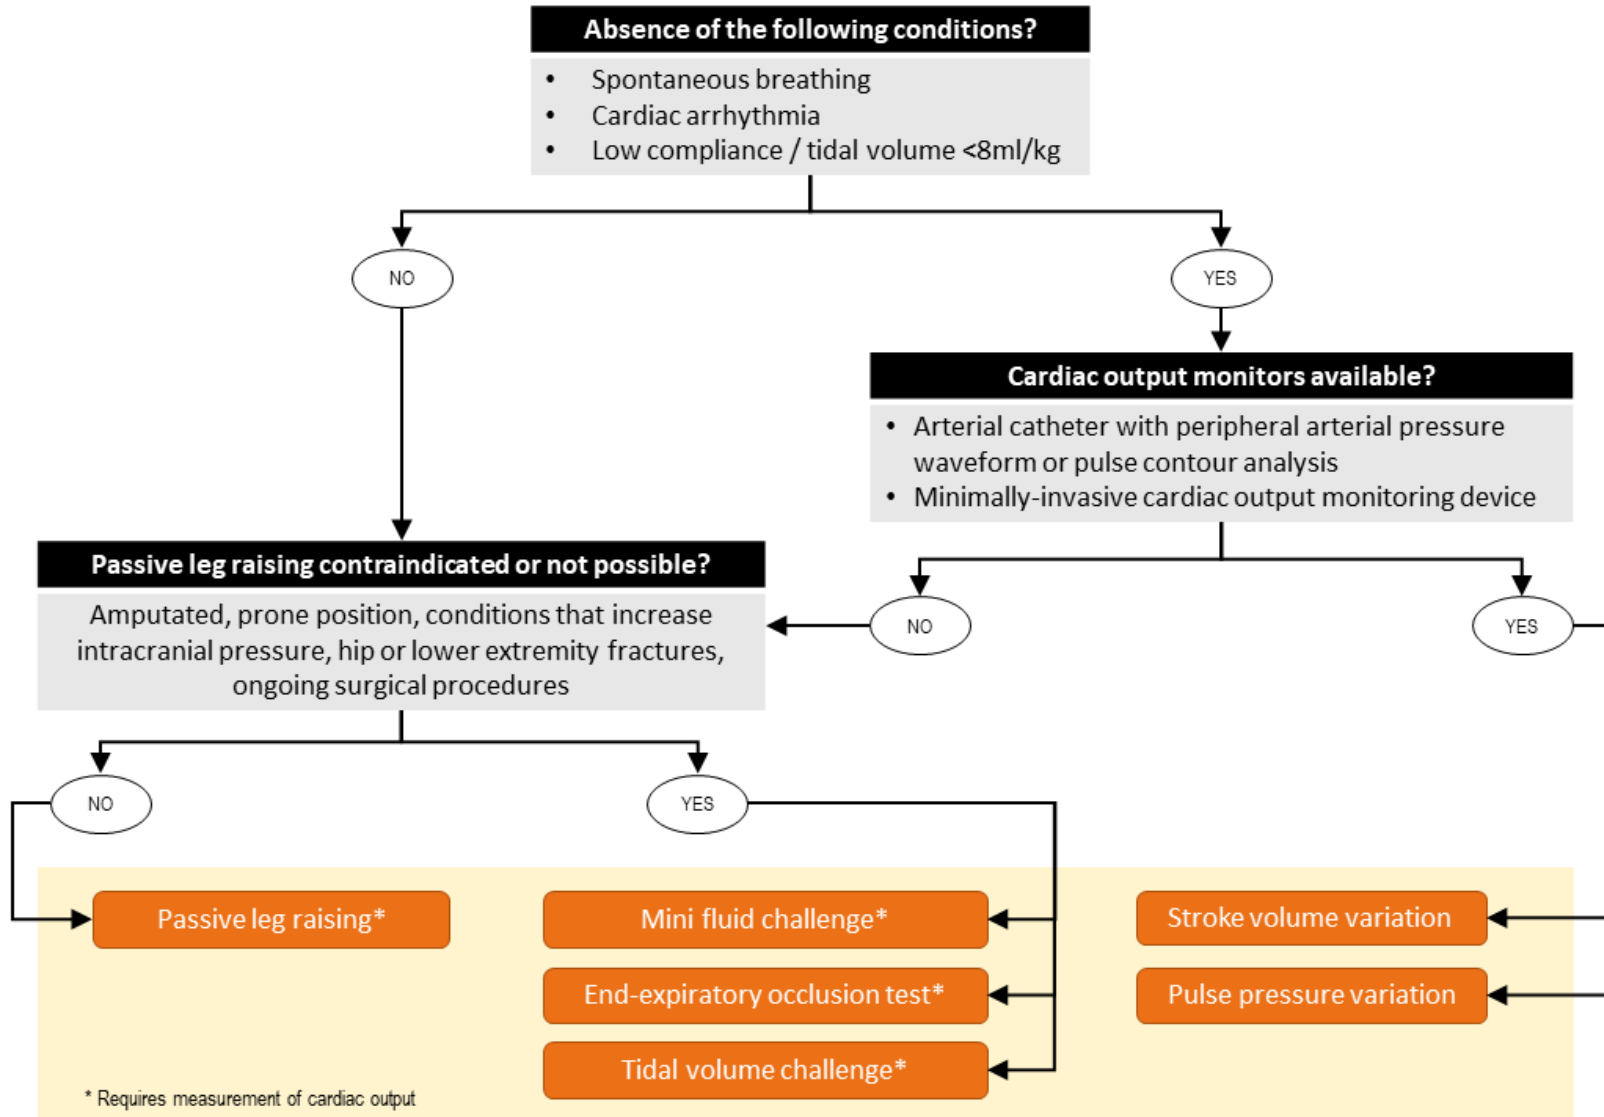 Absence of the following conditions?
• Spontaneous breathing
• Cardiac arrhythmia
• Low compliance / tidal volume <8ml/kg
NO
YES
Cardiac output monitors available?
• Arterial catheter with peripheral arterial pressure
waveform or pulse contour analysis
• Minimally-invasive cardiac output monitoring device
Passive leg raising contraindicated or not possible?
Amputated, prone position, conditions that increase
intracranial pressure, hip or lower extremity fractures,
ongoing surgical procedures
NO
YES
NO
YES
Passive leg raising*
Mini fluid challenge*
Stroke volume variation
End-expiratory occlusion test*
Pulse pressure variation
Tidal volume challenge*
* Requires measurement of cardiac output